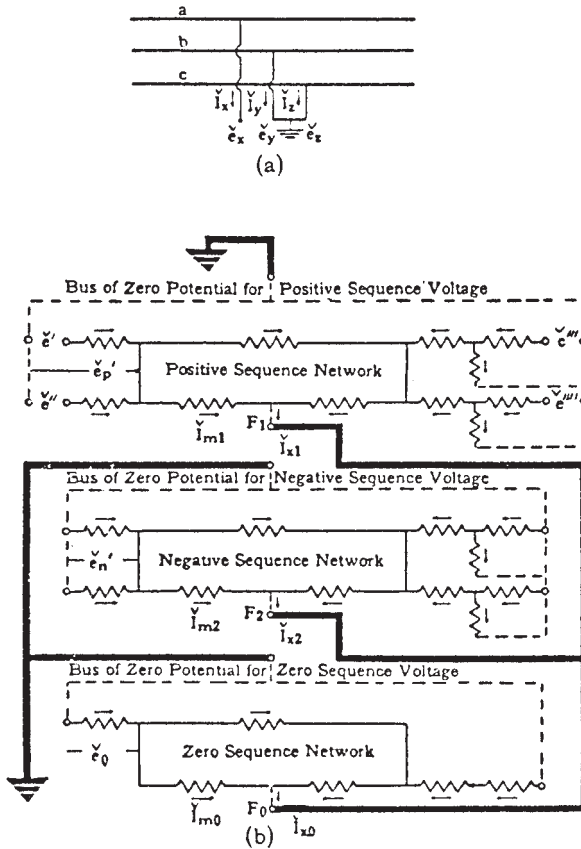 a
b
c
Ǐx Ǐy Ǐz
ěx ěy ěz
(a)
Bus of Zero Potential for Positive Sequence Voltage
ě' ě'''
ěp' Positive Sequence Network
ě'' ě''''
Ǐm1 F1 Ǐx1
Bus of Zero Potential for Negative Sequence Voltage
ěn' Negative Sequence Network
Ǐm2 F2 Ǐx2
Bus of Zero Potential for Zero Sequence Voltage
ě0 Zero Sequence Network
Ǐm0 F0 Ǐx0
(b)